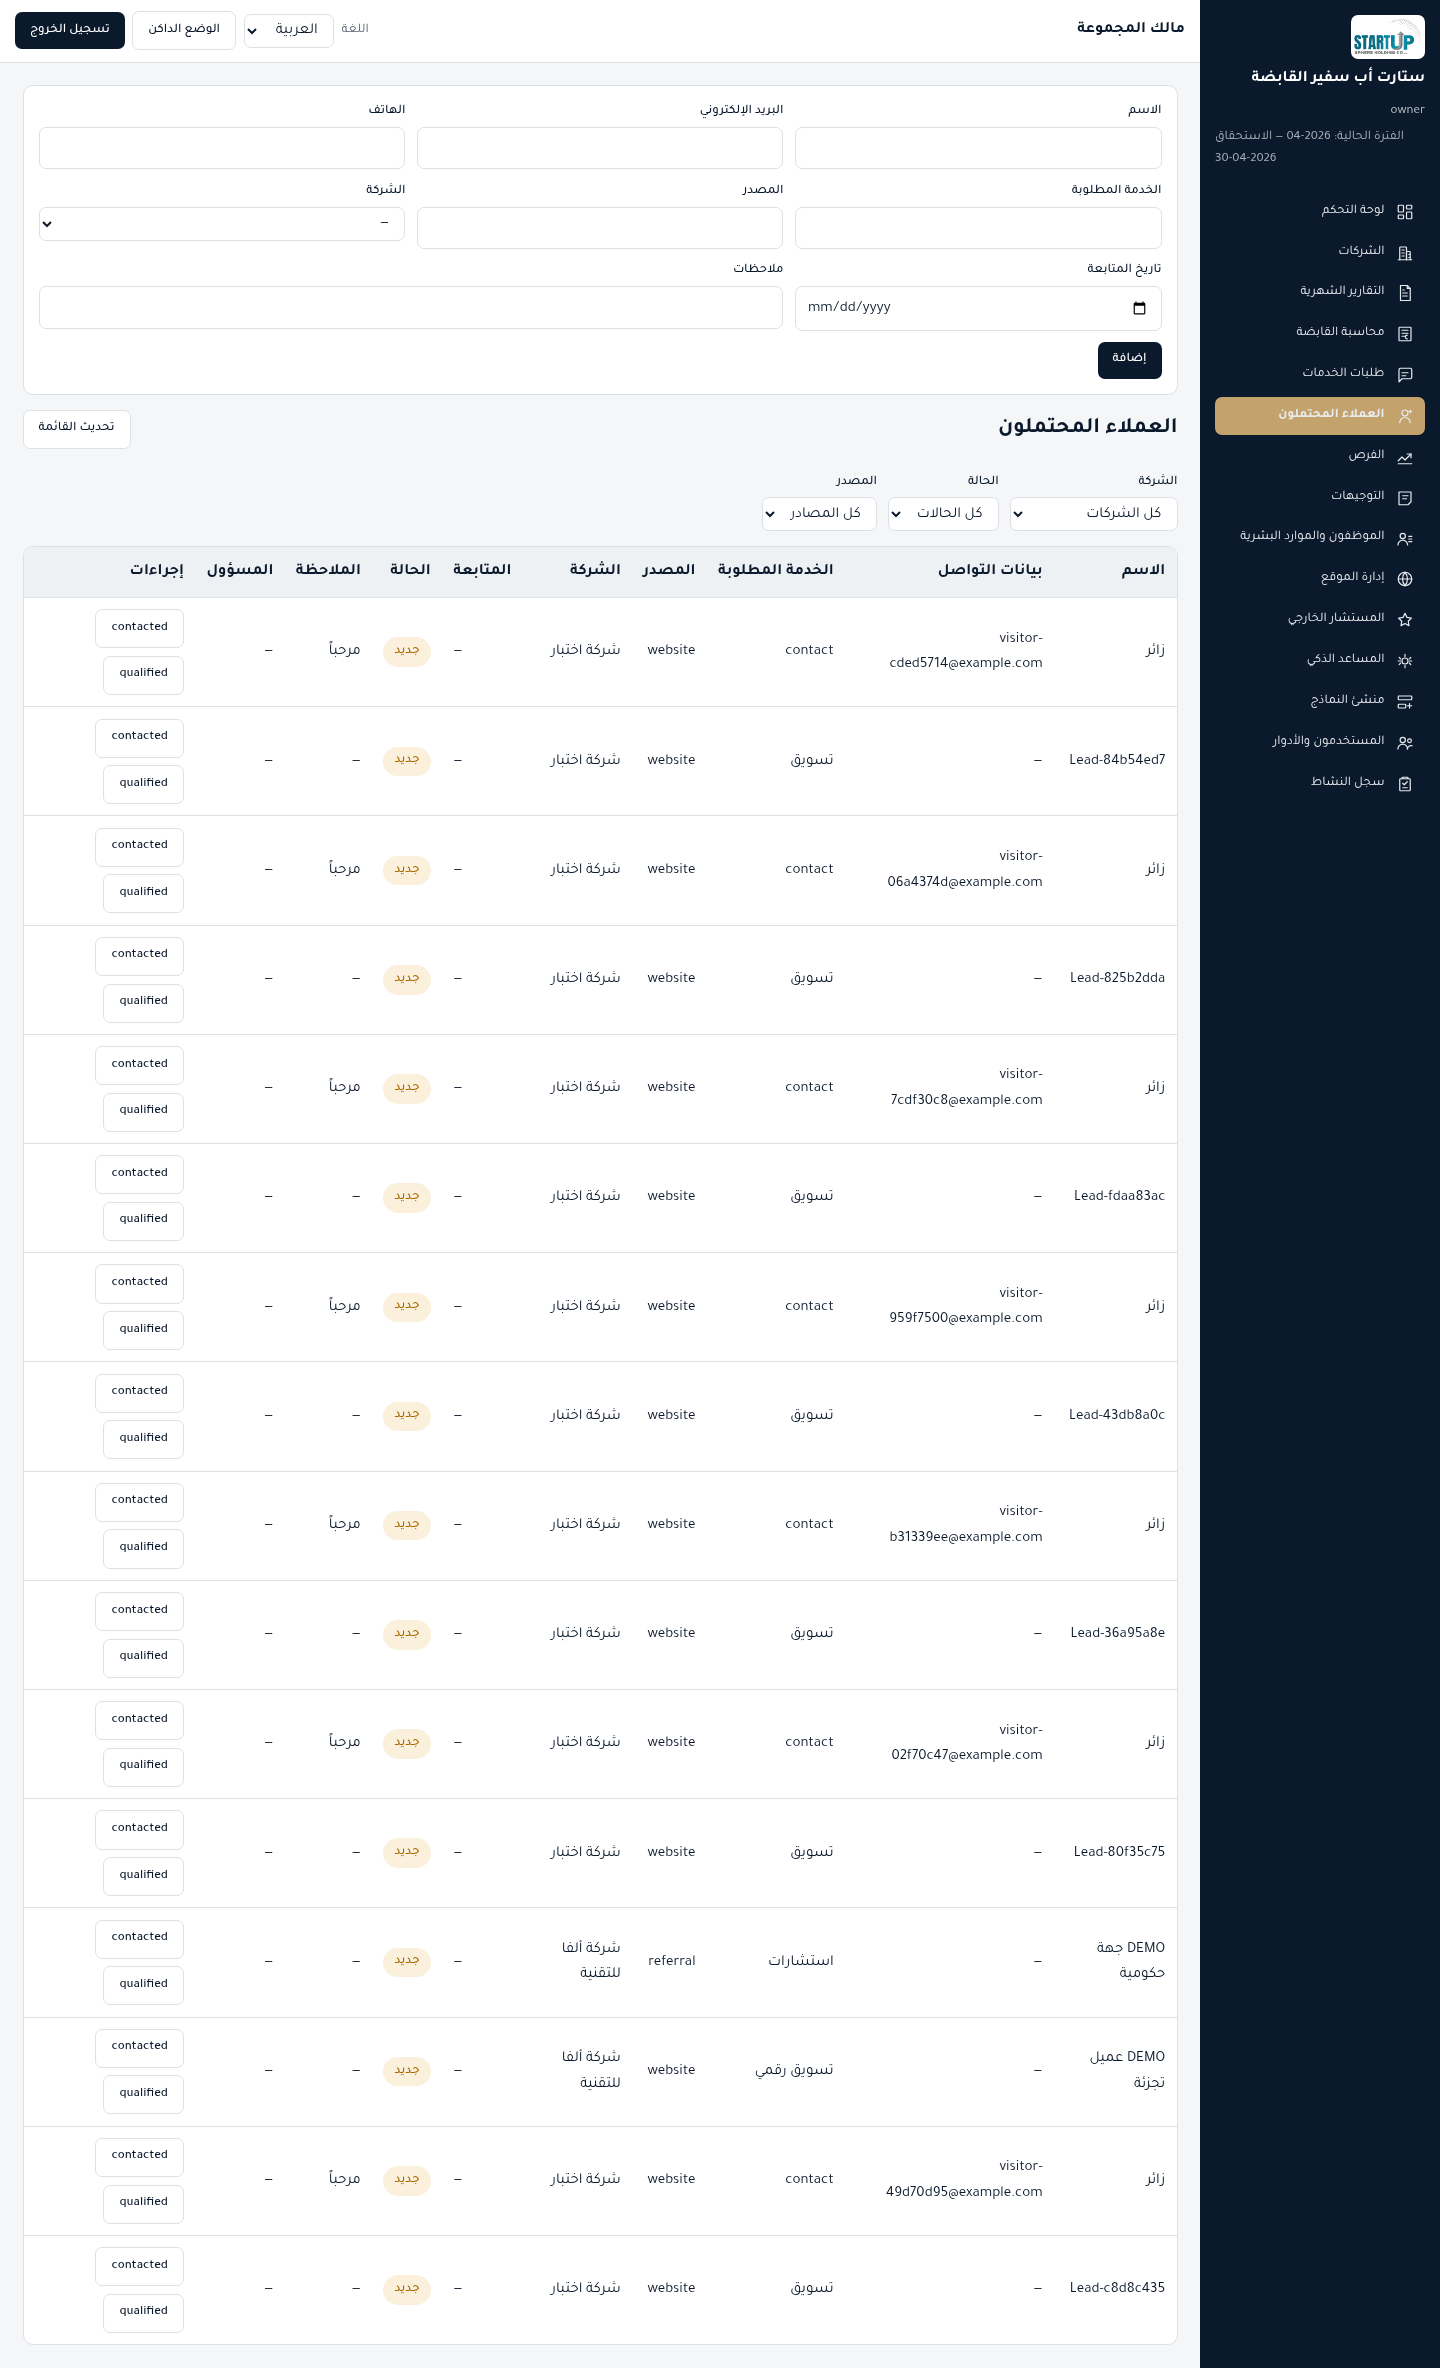 STARTUP
SPHERE HOLDING CO...
ستارت أب سفير القابضة
owner
الفترة الحالية: 2026-04 — الاستحقاق
2026-04-30
لوحة التحكم
الشركات
التقارير الشهرية
محاسبة القابضة
طلبات الخدمات
العملاء المحتملون
الفرص
التوجيهات
الموظفون والموارد البشرية
إدارة الموقع
المستشار الخارجي
المساعد الذكي
منشئ النماذج
المستخدمون والأدوار
سجل النشاط
مالك المجموعة
اللغة العربية الوضع الداكن تسجيل الخروج
الاسم البريد الإلكتروني الهاتف
الخدمة المطلوبة المصدر الشركة
—
تاريخ المتابعة ملاحظات
mm/dd/yyyy
إضافة
العملاء المحتملون تحديث القائمة
الشركة الحالة المصدر
كل الشركات كل الحالات كل المصادر
الاسم بيانات التواصل الخدمة المطلوبة المصدر الشركة المتابعة الحالة الملاحظة المسؤول إجراءات
زائر visitor-cded5714@example.com contact website شركة اختبار — جديد مرحباً — contacted qualified
Lead-84b54ed7 — تسويق website شركة اختبار — جديد — — contacted qualified
زائر visitor-06a4374d@example.com contact website شركة اختبار — جديد مرحباً — contacted qualified
Lead-825b2dda — تسويق website شركة اختبار — جديد — — contacted qualified
زائر visitor-7cdf30c8@example.com contact website شركة اختبار — جديد مرحباً — contacted qualified
Lead-fdaa83ac — تسويق website شركة اختبار — جديد — — contacted qualified
زائر visitor-959f7500@example.com contact website شركة اختبار — جديد مرحباً — contacted qualified
Lead-43db8a0c — تسويق website شركة اختبار — جديد — — contacted qualified
زائر visitor-b31339ee@example.com contact website شركة اختبار — جديد مرحباً — contacted qualified
Lead-36a95a8e — تسويق website شركة اختبار — جديد — — contacted qualified
زائر visitor-02f70c47@example.com contact website شركة اختبار — جديد مرحباً — contacted qualified
Lead-80f35c75 — تسويق website شركة اختبار — جديد — — contacted qualified
DEMO جهة حكومية — استشارات referral شركة ألفا للتقنية — جديد — — contacted qualified
DEMO عميل تجزئة — تسويق رقمي website شركة ألفا للتقنية — جديد — — contacted qualified
زائر visitor-49d70d95@example.com contact website شركة اختبار — جديد مرحباً — contacted qualified
Lead-c8d8c435 — تسويق website شركة اختبار — جديد — — contacted qualified